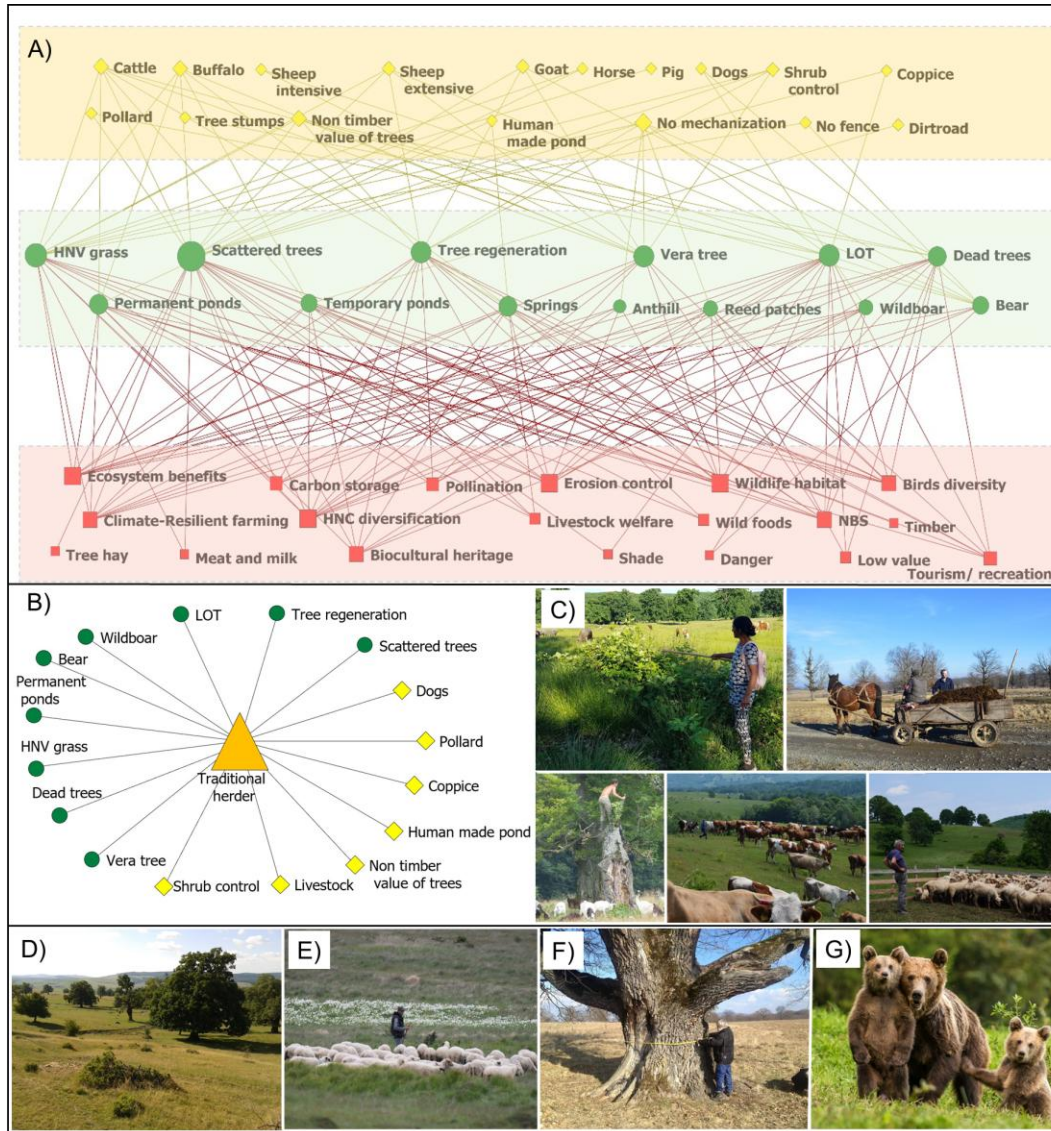 A)
Cattle
Buffalo
Sheep
intensive
Sheep
extensive
Goat
Horse
Pig
Dogs
Shrub
control
Coppice
Pollard
Tree stumps
Non timber
value of trees
Human
made pond
No mechanization
No fence
Dirtroad
HNV grass
Scattered trees
Tree regeneration
Vera tree
LOT
Dead trees
Permanent ponds
Temporary ponds
Springs
Anthill
Reed patches
Wildboar
Bear
Ecosystem benefits
Carbon storage
Pollination
Erosion control
Wildlife habitat
Birds diversity
Climate-Resilient farming
HNC diversification
Livestock welfare
Wild foods
NBS
Timber
Tree hay
Meat and milk
Biocultural heritage
Shade
Danger
Low value
Tourism/ recreation
B)
LOT
Tree regeneration
Wildboar
Scattered trees
Bear
Dogs
Permanent
ponds
Pollard
HNV grass
Traditional
herder
Coppice
Dead trees
Human made pond
Vera tree
Non timber
value of trees
Shrub control
Livestock
C)
D)
E)
F)
G)